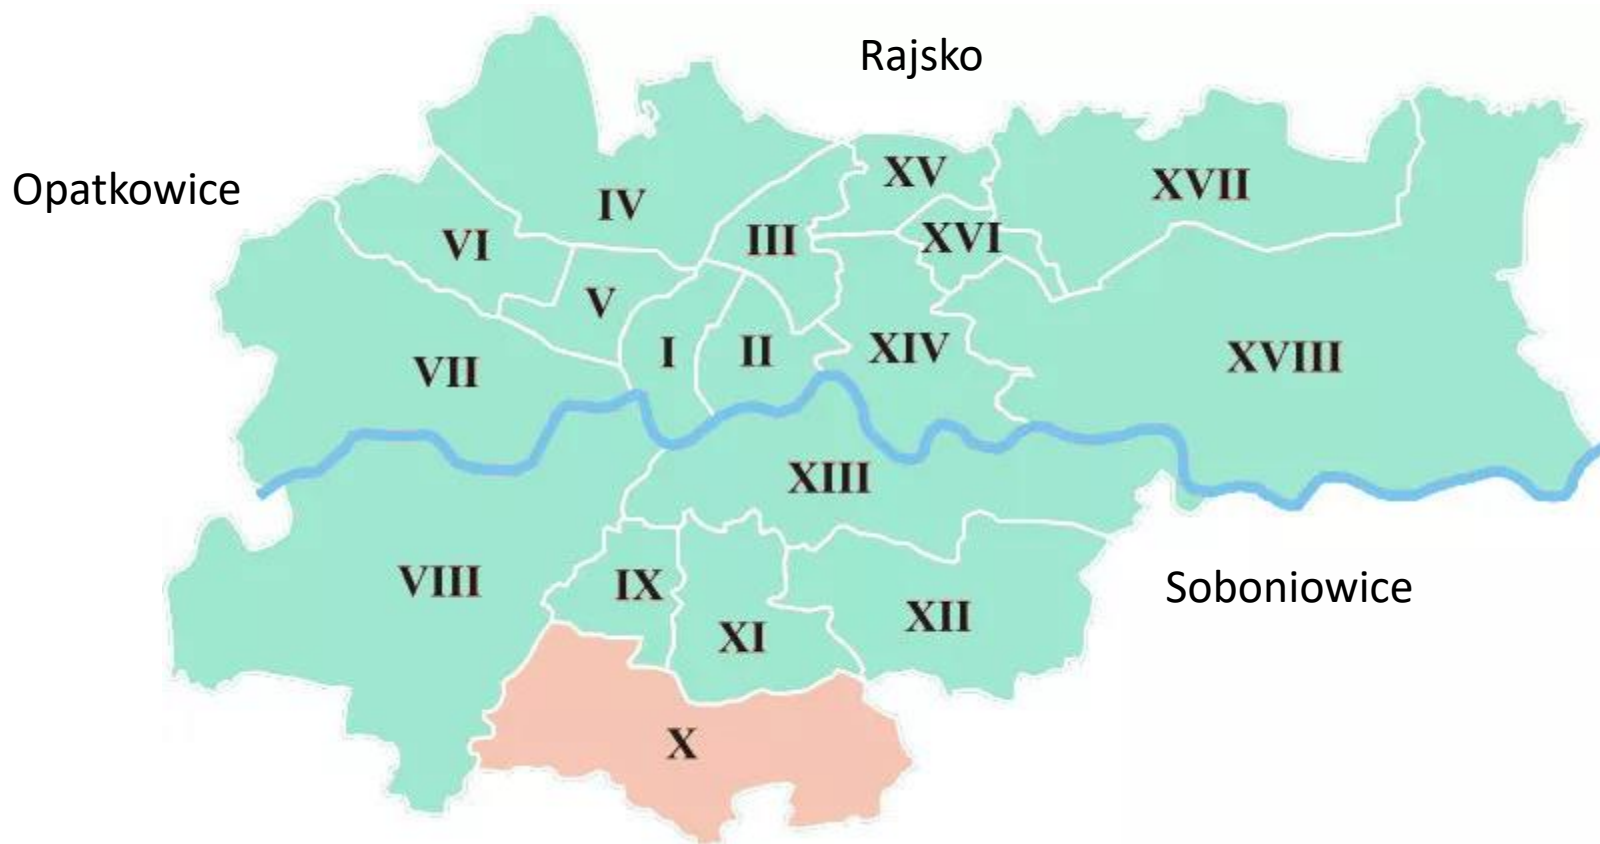 Rajsko
Opatkowice
IV
XV
XVII
VI
III
XVI
V
I
II
XIV
XVIII
VII
XIII
VIII
IX
XI
XII
Soboniowice
X